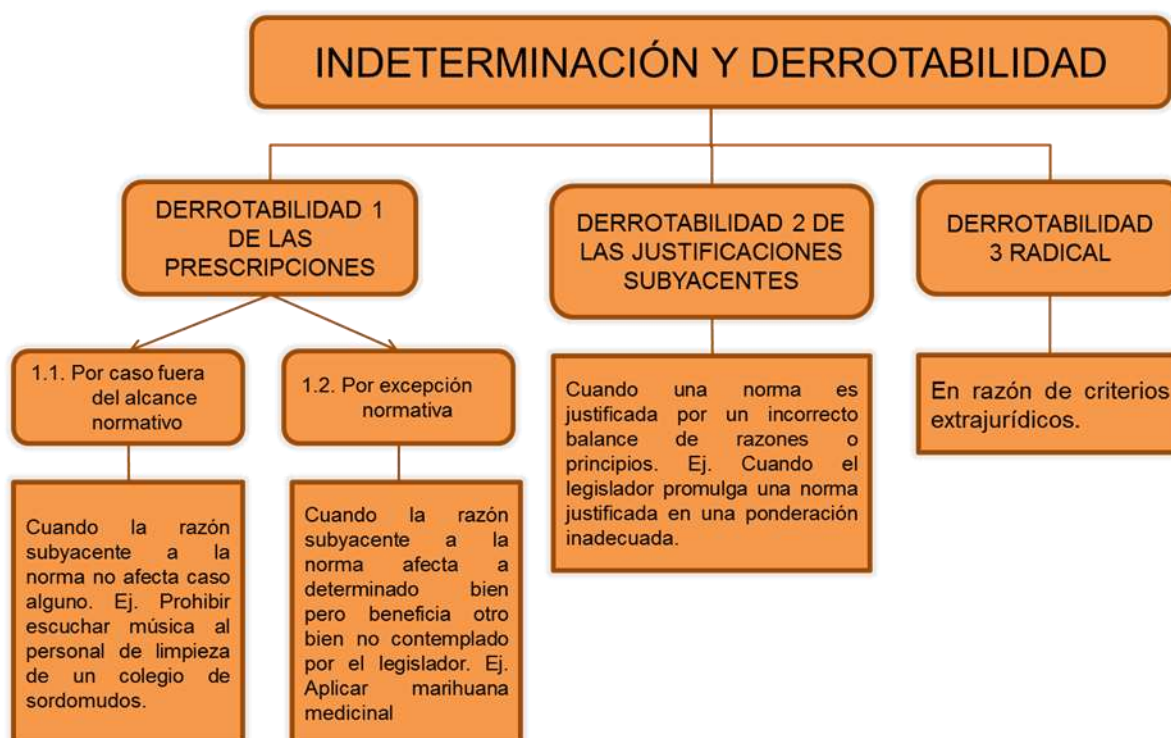 INDETERMINACIÓN Y DERROTABILIDAD
DERROTABILIDAD 1
DE LAS
PRESCRIPCIONES
DERROTABILIDAD 2 DE
LAS JUSTIFICACIONES
SUBYACENTES
DERROTABILIDAD
3 RADICAL
1.1. Por caso fuera
del alcance
normativo
1.2. Por excepción
normativa
Cuando una norma es
justificada por un incorrecto
balance de razones o
principios. Ej. Cuando el
legislador promulga una norma
justificada en una ponderación
inadecuada.
En razón de criterios
extrajurídicos.
Cuando la razón
subyacente a la
norma no afecta caso
alguno. Ej. Prohibir
escuchar música al
personal de limpieza
de un colegio de
sordomudos.
Cuando la razón
subyacente a la
norma afecta a
determinado bien
pero beneficia otro
bien no contemplado
por el legislador. Ej.
Aplicar marihuana
medicinal